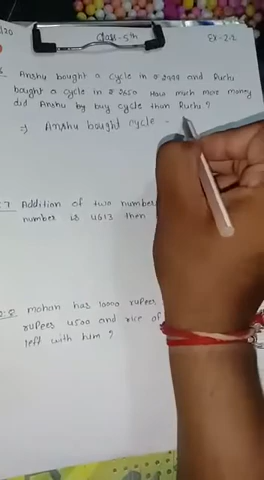 Class-5th
Ex-2.2
Anshu bought a cycle in ₹ 2998 and Ruchi
bought a cycle in ₹ 2650 How much more money
did Anshu by buy cycle than Ruchi ?
=) Anshu bought cycle -
Addition of two number
number is 4613 then
Mohan has 10000 rupees
rupees 4500 and rice of
left with him ?